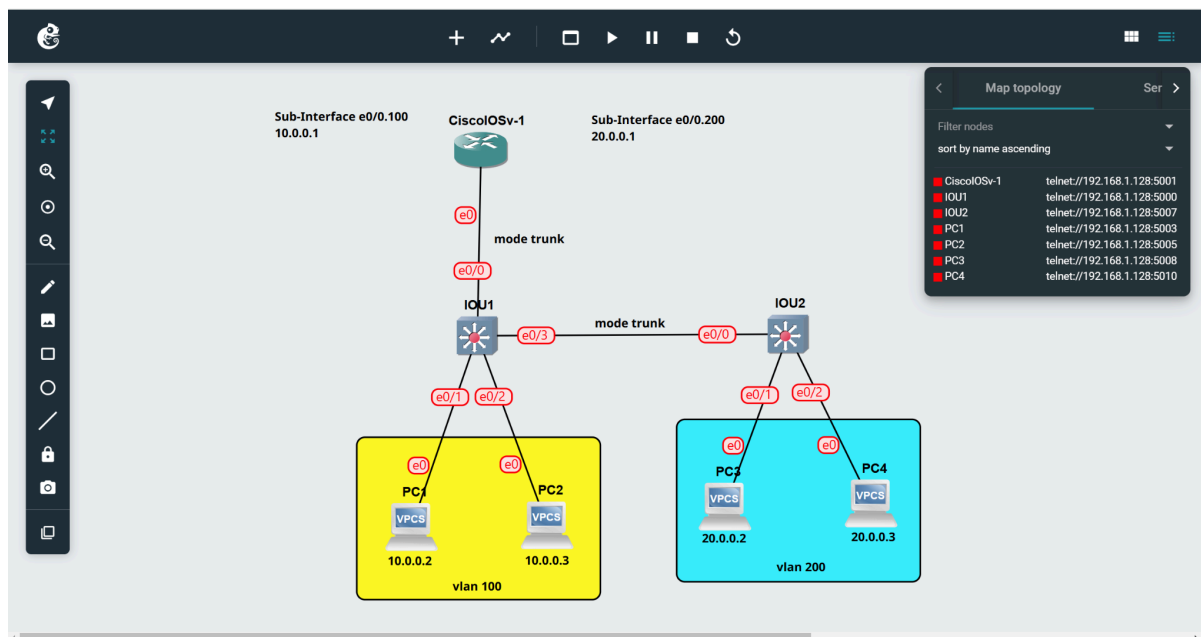 Sub-Interface e0/0.100
10.0.0.1
CiscoIOSv-1
Sub-Interface e0/0.200
20.0.0.1
e0
mode trunk
e0/0
IOU1
e0/3
mode trunk
e0/0
IOU2
e0/1
e0/2
e0/1
e0/2
e0
e0
PC1
PC2
VPCS
VPCS
10.0.0.2
10.0.0.3
vlan 100
e0
e0
PC3
PC4
VPCS
VPCS
20.0.0.2
20.0.0.3
vlan 200
Map topology
Ser
Filter nodes
sort by name ascending
CiscoIOSv-1 telnet://192.168.1.128:5001
IOU1 telnet://192.168.1.128:5000
IOU2 telnet://192.168.1.128:5007
PC1 telnet://192.168.1.128:5003
PC2 telnet://192.168.1.128:5005
PC3 telnet://192.168.1.128:5008
PC4 telnet://192.168.1.128:5010